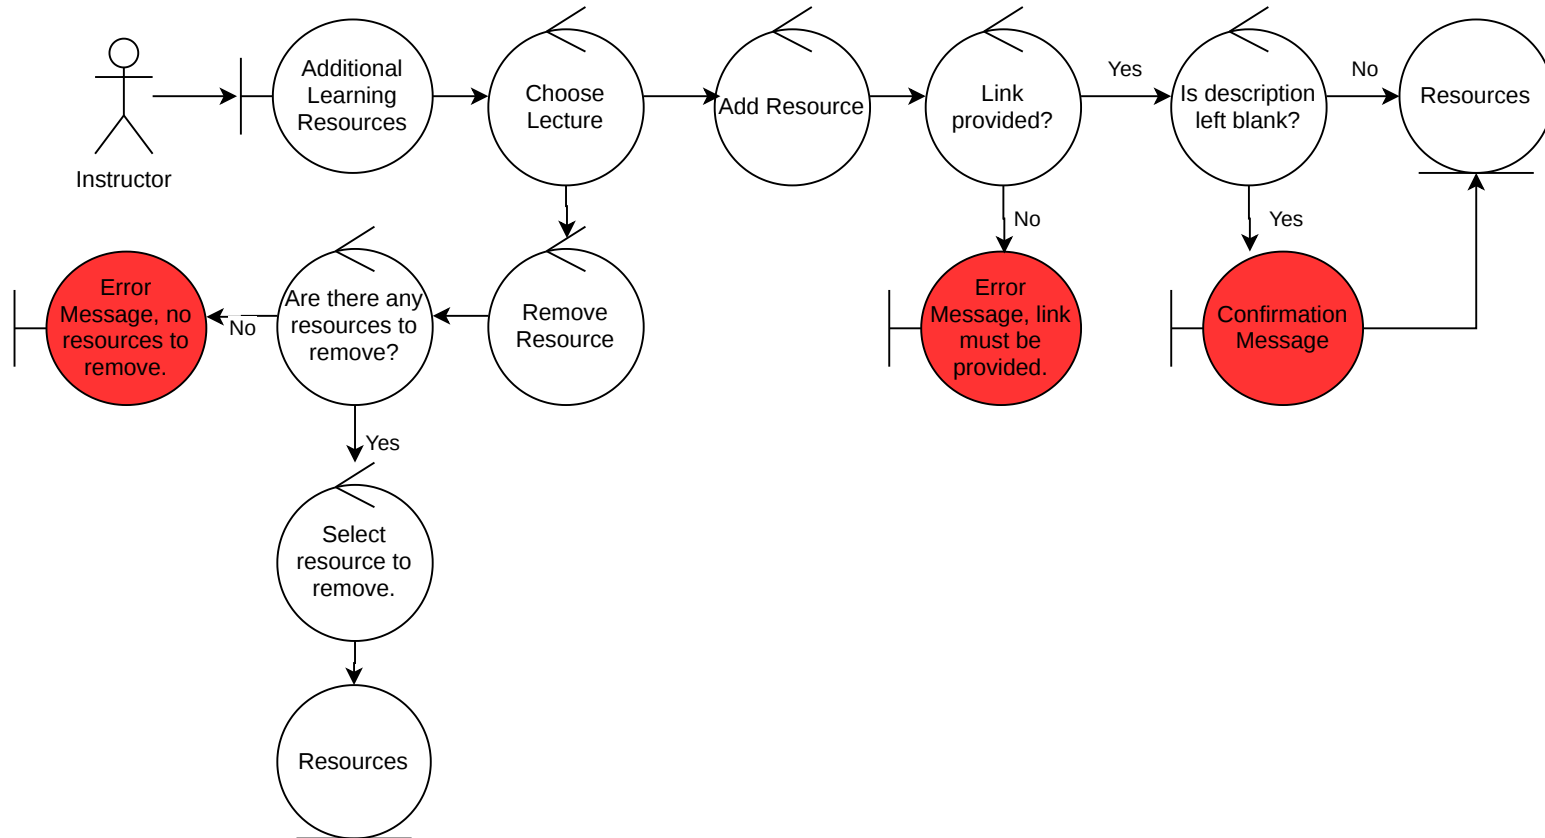 Additional
Learning
Resources
Choose
Lecture
Add Resource
Link
provided?
Yes
Is description
left blank?
No
Resources
Instructor
No
Yes
Error
Message, no
resources to
remove.
No
Are there any
resources to
remove?
Remove
Resource
Error
Message, link
must be
provided.
Confirmation
Message
Yes
Select
resource to
remove.
Resources